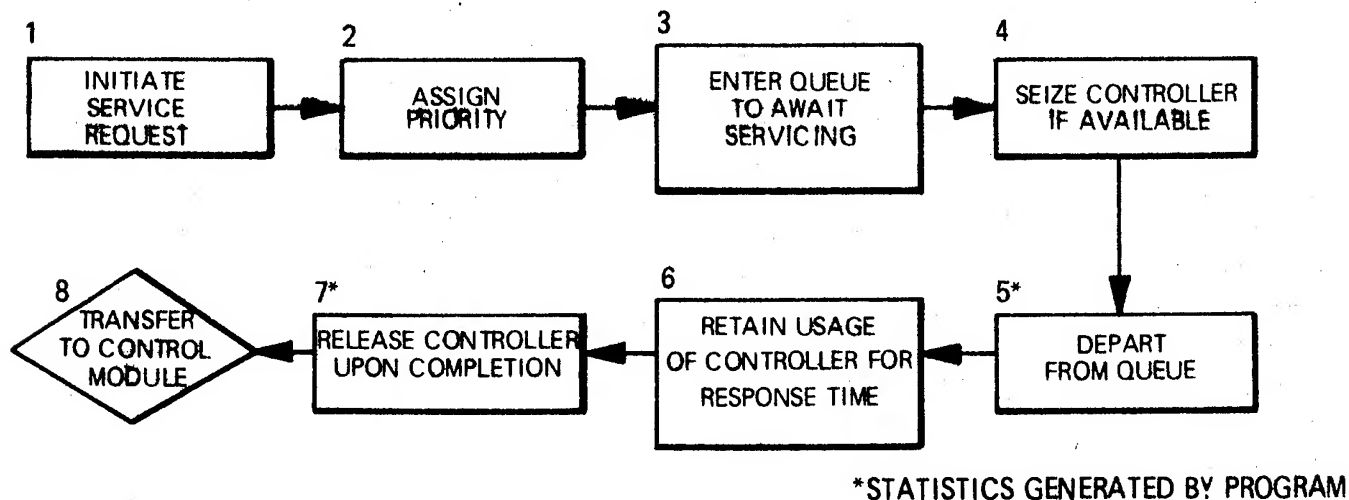 1
INITIATE
SERVICE
REQUEST
2
ASSIGN
PRIORITY
3
ENTER QUEUE
TO AWAIT
SERVICING
4
SEIZE CONTROLLER
IF AVAILABLE
5*
DEPART
FROM QUEUE
6
RETAIN USAGE
OF CONTROLLER FOR
RESPONSE TIME
7*
RELEASE CONTROLLER
UPON COMPLETION
8
TRANSFER
TO CONTROL
MODULE
*STATISTICS GENERATED BY PROGRAM